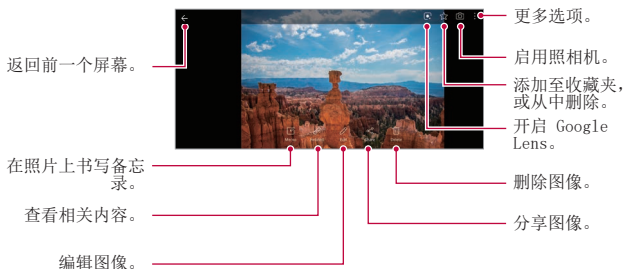 更多选项。
返回前一个屏幕。
启用照相机。
添加至收藏夹，
或从中删除。
开启 Google
Lens。
在照片上书写备忘
录。
删除图像。
查看相关内容。
分享图像。
编辑图像。